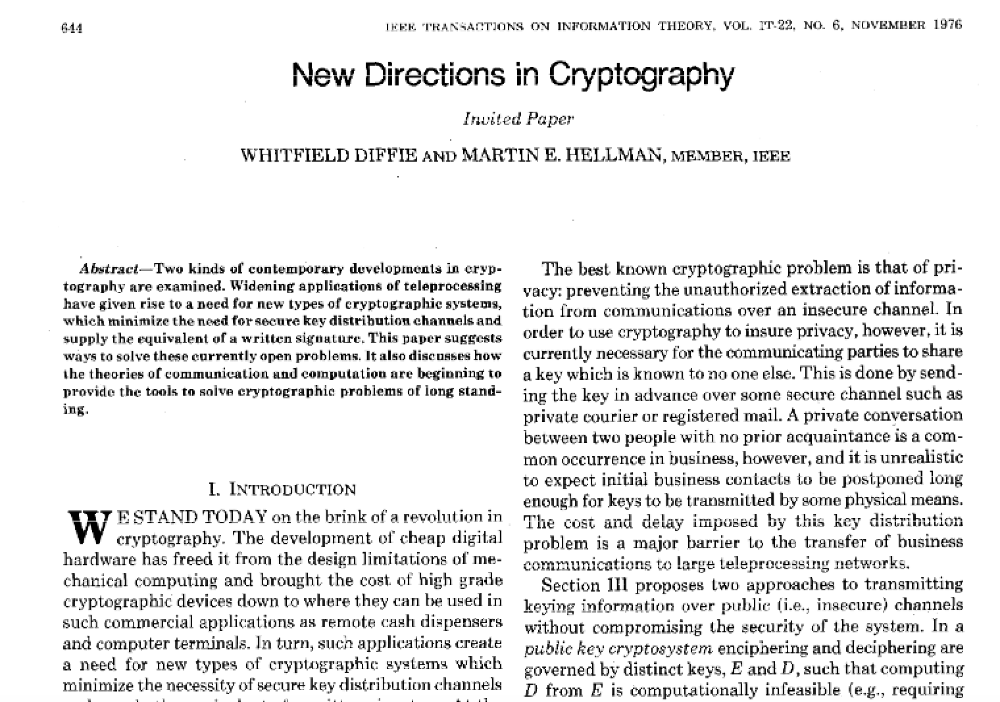 644
IEEE TRANSACTIONS ON INFORMATION THEORY, VOL. IT-22, NO. 6, NOVEMBER 1976
New Directions in Cryptography
Invited Paper
WHITFIELD DIFFIE AND MARTIN E. HELLMAN, MEMBER, IEEE
Abstract—Two kinds of contemporary developments in cryp-
tography are examined. Widening applications of teleprocessing
have given rise to a need for new types of cryptographic systems,
which minimize the need for secure key distribution channels and
supply the equivalent of a written signature. This paper suggests
ways to solve these currently open problems. It also discusses how
the theories of communication and computation are beginning to
provide the tools to solve cryptographic problems of long stand-
ing.
I. INTRODUCTION
WE STAND TODAY on the brink of a revolution in
cryptography. The development of cheap digital
hardware has freed it from the design limitations of me-
chanical computing and brought the cost of high grade
cryptographic devices down to where they can be used in
such commercial applications as remote cash dispensers
and computer terminals. In turn, such applications create
a need for new types of cryptographic systems which
minimize the necessity of secure key distribution channels
The best known cryptographic problem is that of pri-
vacy: preventing the unauthorized extraction of informa-
tion from communications over an insecure channel. In
order to use cryptography to insure privacy, however, it is
currently necessary for the communicating parties to share
a key which is known to no one else. This is done by send-
ing the key in advance over some secure channel such as
private courier or registered mail. A private conversation
between two people with no prior acquaintance is a com-
mon occurrence in business, however, and it is unrealistic
to expect initial business contacts to be postponed long
enough for keys to be transmitted by some physical means.
The cost and delay imposed by this key distribution
problem is a major barrier to the transfer of business
communications to large teleprocessing networks.
Section III proposes two approaches to transmitting
keying information over public (i.e., insecure) channels
without compromising the security of the system. In a
public key cryptosystem enciphering and deciphering are
governed by distinct keys, E and D, such that computing
D from E is computationally infeasible (e.g., requiring